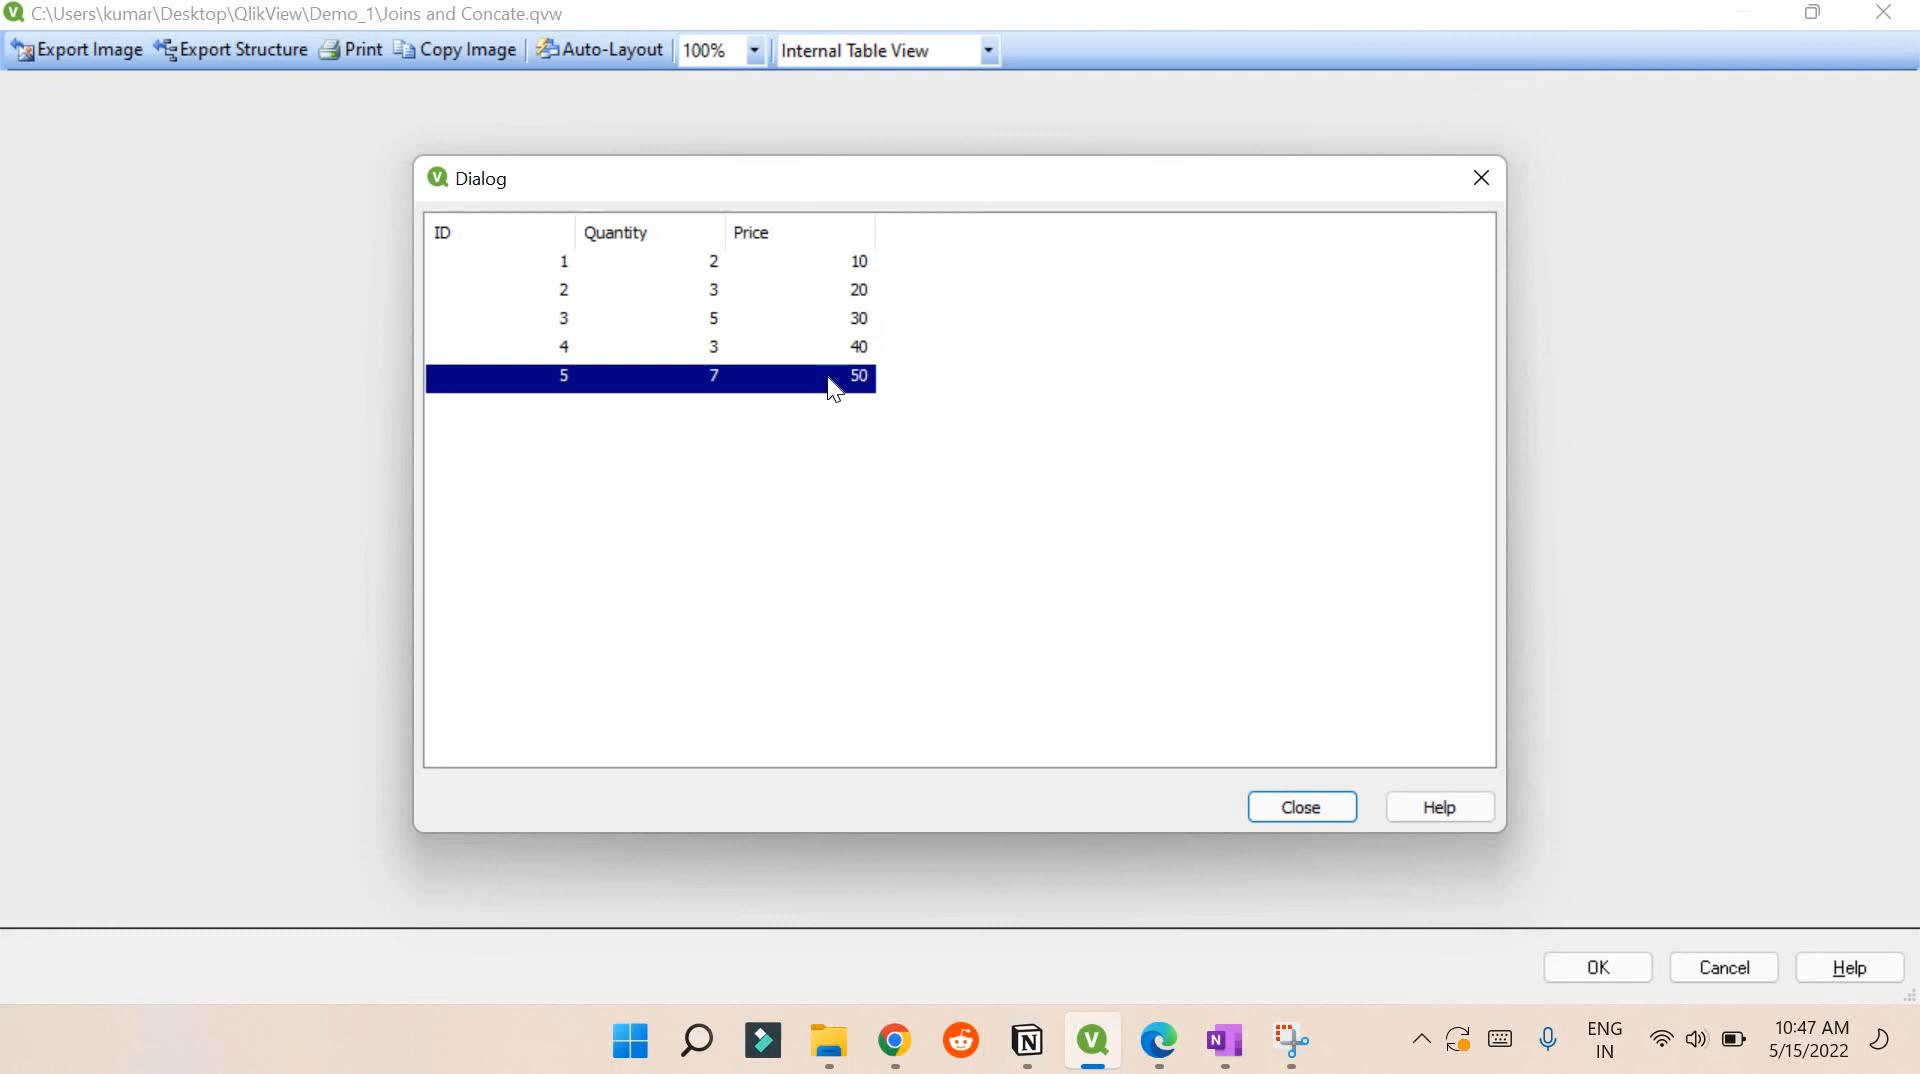 C:\Users\kumar\Desktop\QlikView\Demo_1\Joins and Concate.qvw
Export Image Export Structure Print Copy Image Auto-Layout 100% Internal Table View
Dialog
ID Quantity Price
1 2 10
2 3 20
3 5 30
4 3 40
5 7 50
Close Help
OK Cancel Help
ENG 10:47 AM
IN 5/15/2022